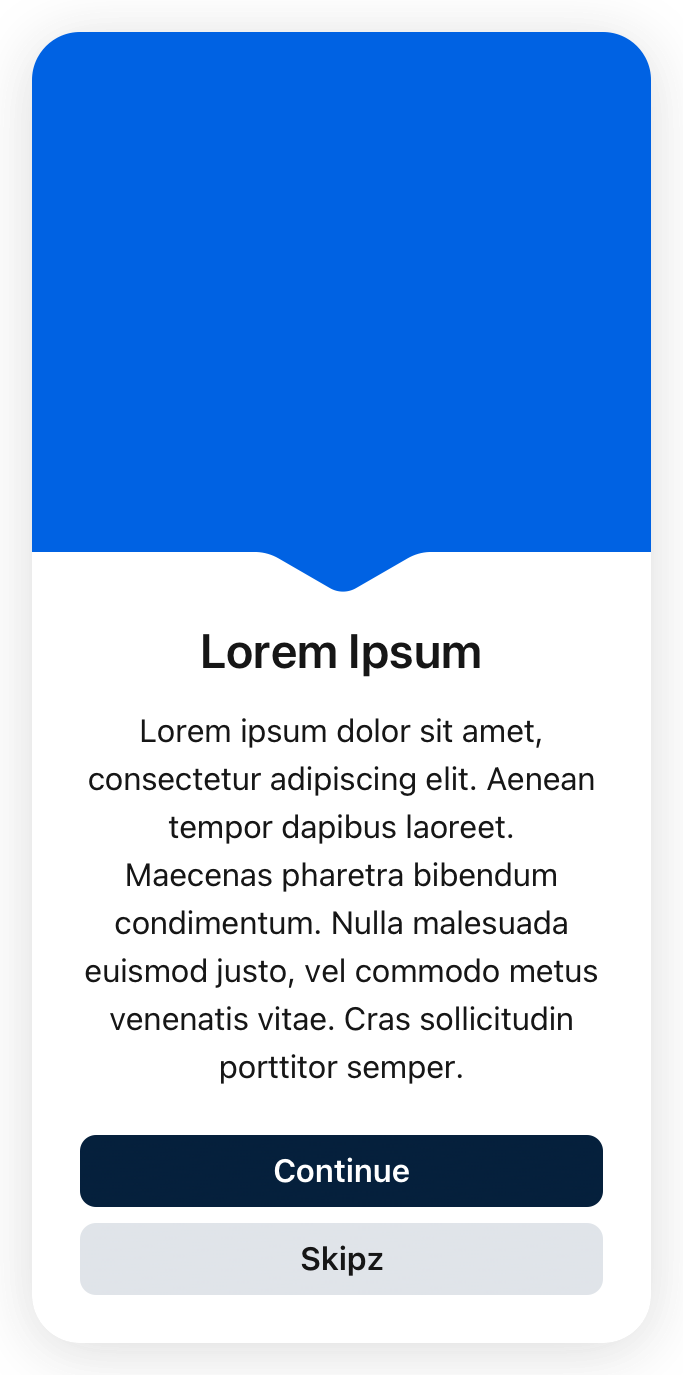 Lorem Ipsum
Lorem ipsum dolor sit amet,
consectetur adipiscing elit. Aenean
tempor dapibus laoreet.
Maecenas pharetra bibendum
condimentum. Nulla malesuada
euismod justo, vel commodo metus
venenatis vitae. Cras sollicitudin
porttitor semper.
Continue
Skipz